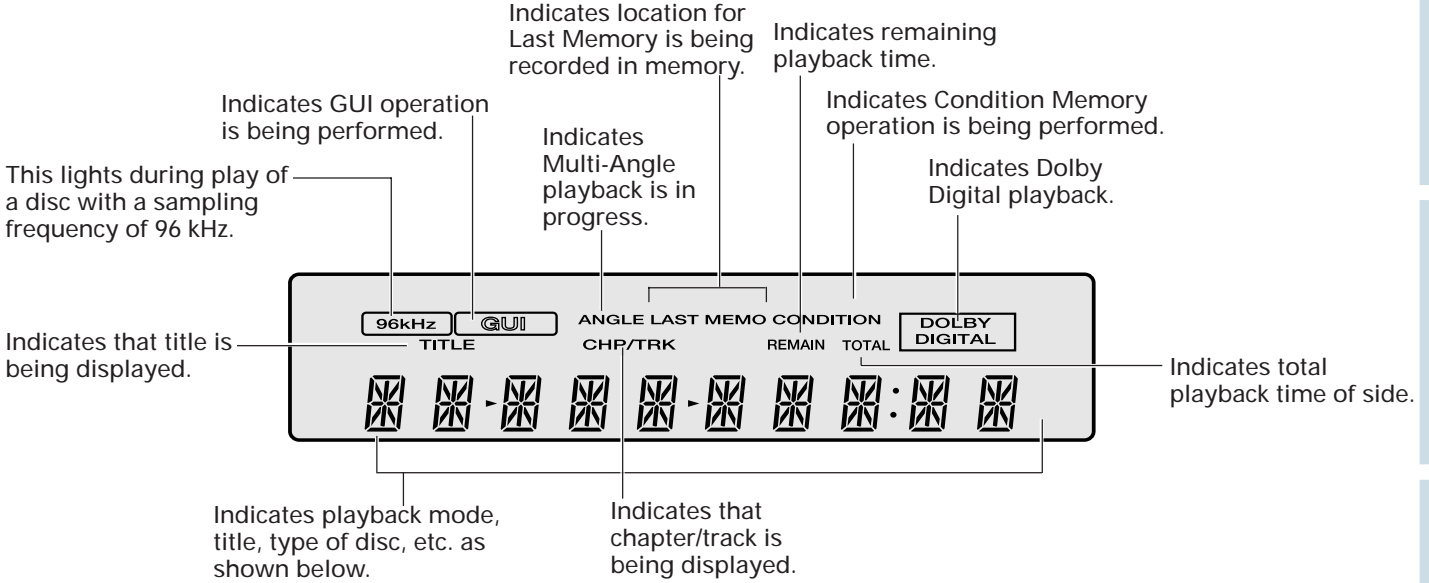 Indicates location for
Last Memory is being
recorded in memory.
Indicates remaining
playback time.
Indicates GUI operation
is being performed.
Indicates
Multi-Angle
playback is in
progress.
Indicates Condition Memory
operation is being performed.
Indicates Dolby
Digital playback.
This lights during play of
a disc with a sampling
frequency of 96 kHz.
96kHz GUI ANGLE LAST MEMO CONDITION DOLBY
DIGITAL
TITLE CHP/TRK REMAIN TOTAL
Indicates that title is
being displayed.
Indicates total
playback time of side.
Indicates playback mode,
title, type of disc, etc. as
shown below.
Indicates that
chapter/track is
being displayed.